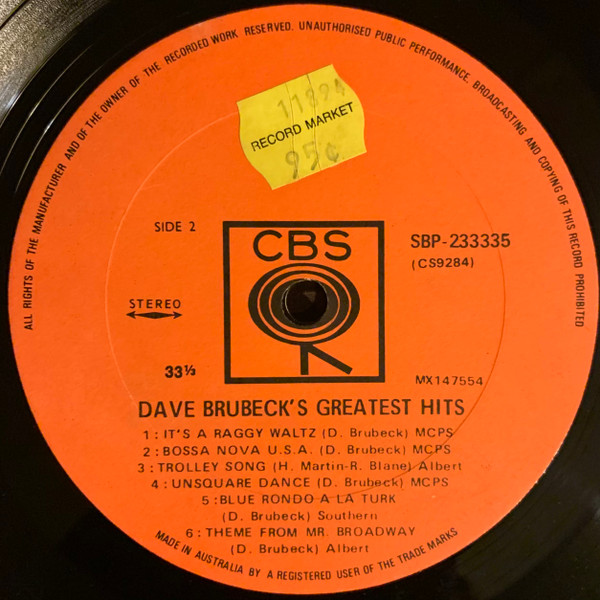 ALL RIGHTS OF THE MANUFACTURER AND OF THE OWNER OF THE RECORDED WORK RESERVED. UNAUTHORISED PUBLIC PERFORMANCE, BROADCASTING AND COPYING OF THIS RECORD PROHIBITED
RECORD MARKET
95¢
SIDE 2
CBS
SBP-233335
(CS9284)
STEREO
33⅓
MX147554
DAVE BRUBECK'S GREATEST HITS
1: IT'S A RAGGY WALTZ (D. Brubeck) MCPS
2: BOSSA NOVA U.S.A. (D. Brubeck) MCPS
3: TROLLEY SONG (H. Martin-R. Blane) Albert
4: UNSQUARE DANCE (D. Brubeck) MCPS
5:BLUE RONDO A LA TURK
(D. Brubeck) Southern
6: THEME FROM MR. BROADWAY
(D. Brubeck) Albert
MADE IN AUSTRALIA BY A REGISTERED USER OF THE TRADE MARKS